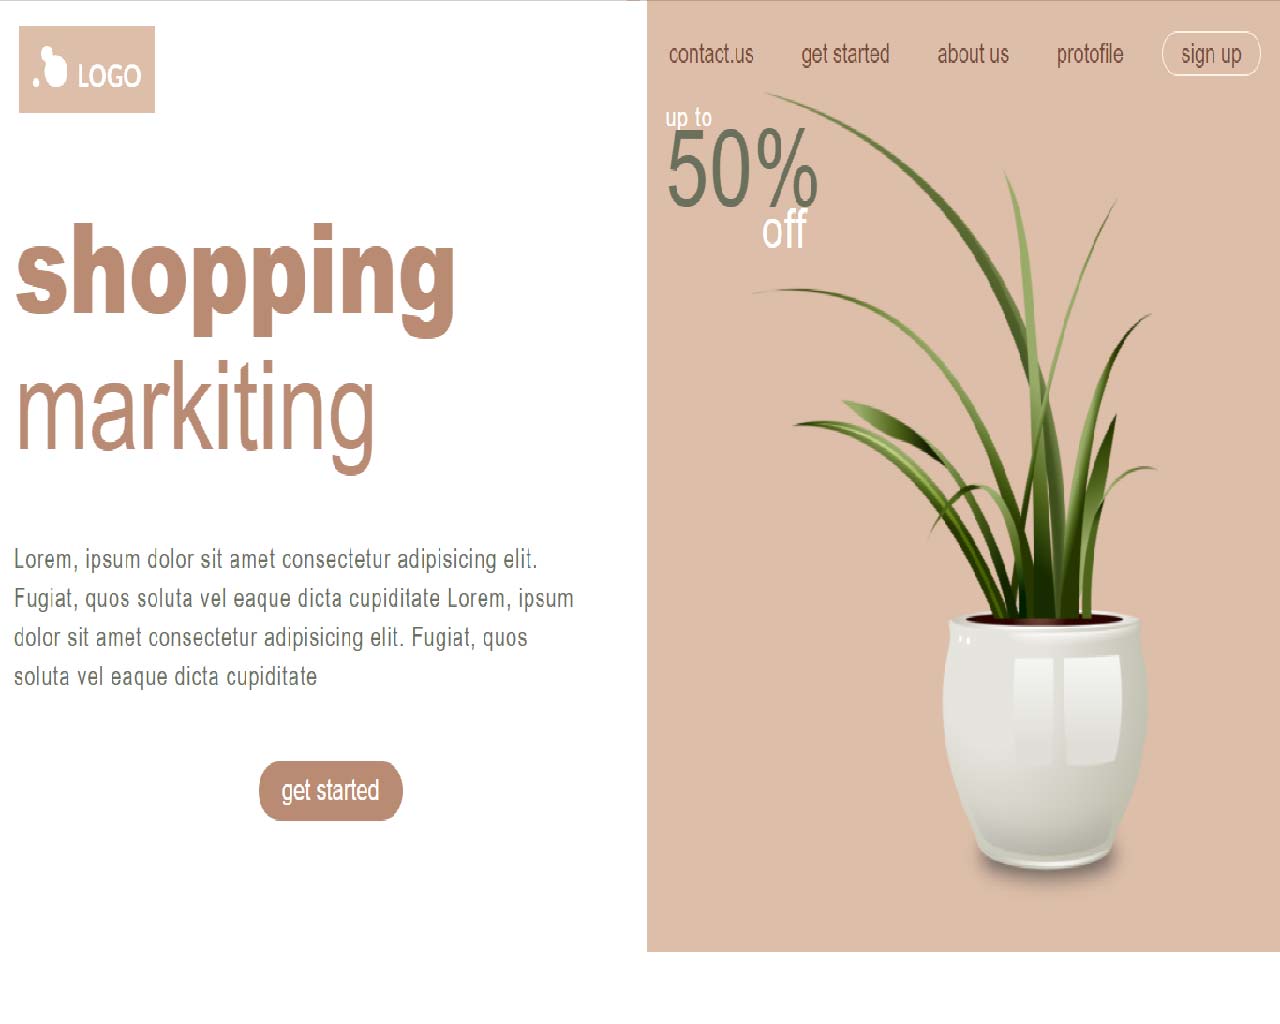 LOGO
contact.us get started about us protofile sign up
up to
50%
off
shopping
markiting
Lorem, ipsum dolor sit amet consectetur adipisicing elit.
Fugiat, quos soluta vel eaque dicta cupiditate Lorem, ipsum
dolor sit amet consectetur adipisicing elit. Fugiat, quos
soluta vel eaque dicta cupiditate
get started